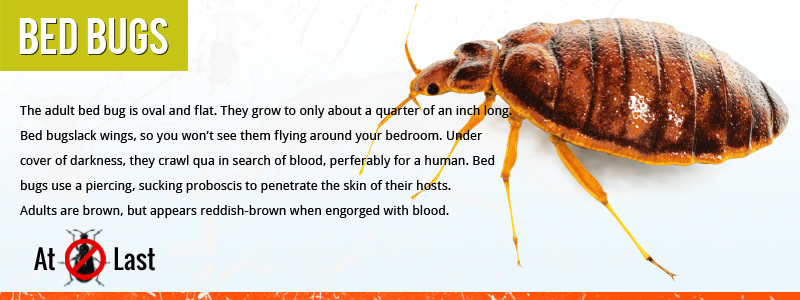 BED BUGS
The adult bed bug is oval and flat. They grow to only about a quarter of an inch long.
Bed bugslack wings, so you won’t see them flying around your bedroom. Under
cover of darkness, they crawl qua in search of blood, perferably for a human. Bed
bugs use a piercing, sucking proboscis to penetrate the skin of their hosts.
Adults are brown, but appears reddish-brown when engorged with blood.
At Last